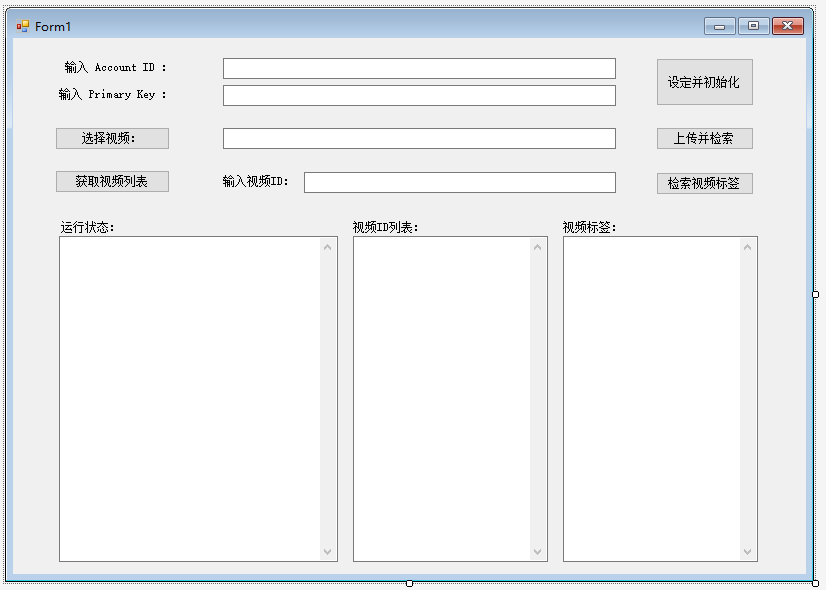 Form1
输入 Account ID :
设定并初始化
输入 Primary Key :
选择视频:
上传并检索
获取视频列表
输入视频ID:
检索视频标签
运行状态:
视频ID列表:
视频标签: